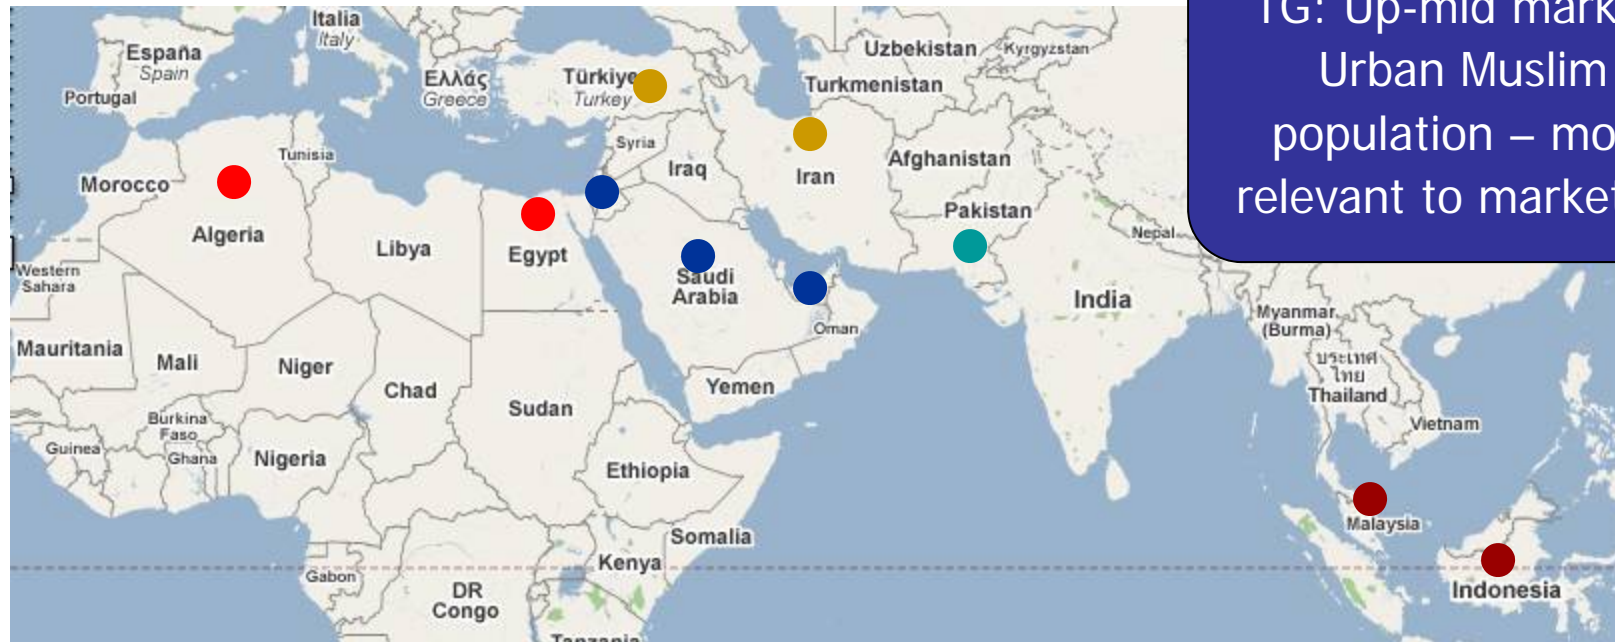 TG: Up-mid mark
Urban Muslim
population – mo
relevant to market
Italia
Italy
España
Spain
Portugal
Ελλάς
Greece
Türkiye
Turkey
Uzbekistan
Kyrgyzstan
Turkmenistan
Syria
Tunisia
Morocco
Iraq
Iran
Afghanistan
Algeria
Libya
Egypt
Pakistan
Nepal
Western
Sahara
Saudi
Arabia
India
Oman
Myanmar
(Burma)
Mauritania
Mali
Niger
Chad
Sudan
Yemen
ประเทศ
ไทย
Thailand
Burkina
Faso
Guinea
Ghana
Nigeria
Ethiopia
Vietnam
Somalia
Malaysia
Kenya
Gabon
DR
Congo
Indonesia
Tanzania